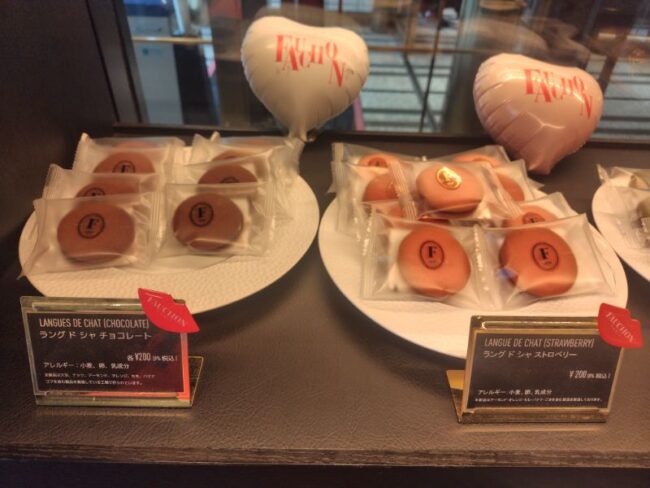 FAUCHON
FAUCHON
F
F
F
F
F
F
F
LANGUES DE CHAT (CHOCOLATE)
ラング ド シャ チョコレート
各¥200 (8% 税込)
アレルギー：小麦、卵、乳成分
FAUCHON
LANGUE DE CHAT (STRAWBERRY)
ラング ド シャ ストロベリー
¥200 (8% 税込)
アレルギー：小麦、卵、乳成分
FAUCHON